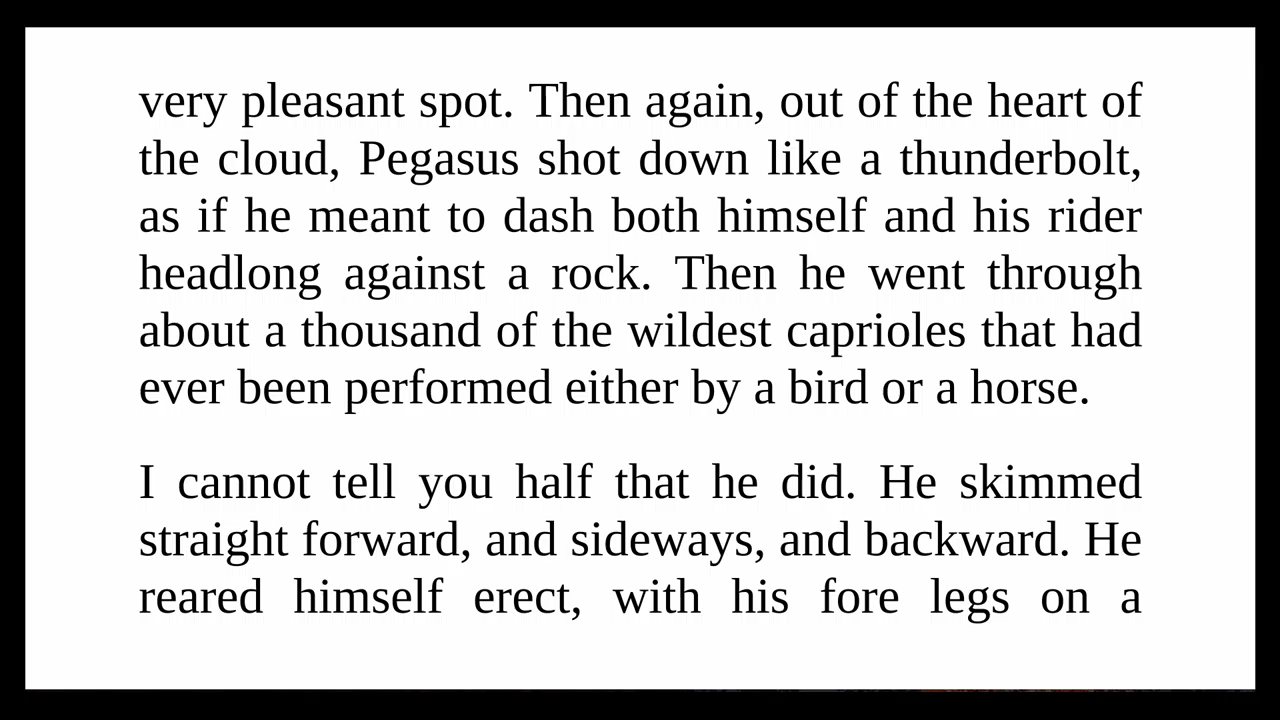 very pleasant spot. Then again, out of the heart of
the cloud, Pegasus shot down like a thunderbolt,
as if he meant to dash both himself and his rider
headlong against a rock. Then he went through
about a thousand of the wildest caprioles that had
ever been performed either by a bird or a horse.
I cannot tell you half that he did. He skimmed
straight forward, and sideways, and backward. He
reared himself erect, with his fore legs on a